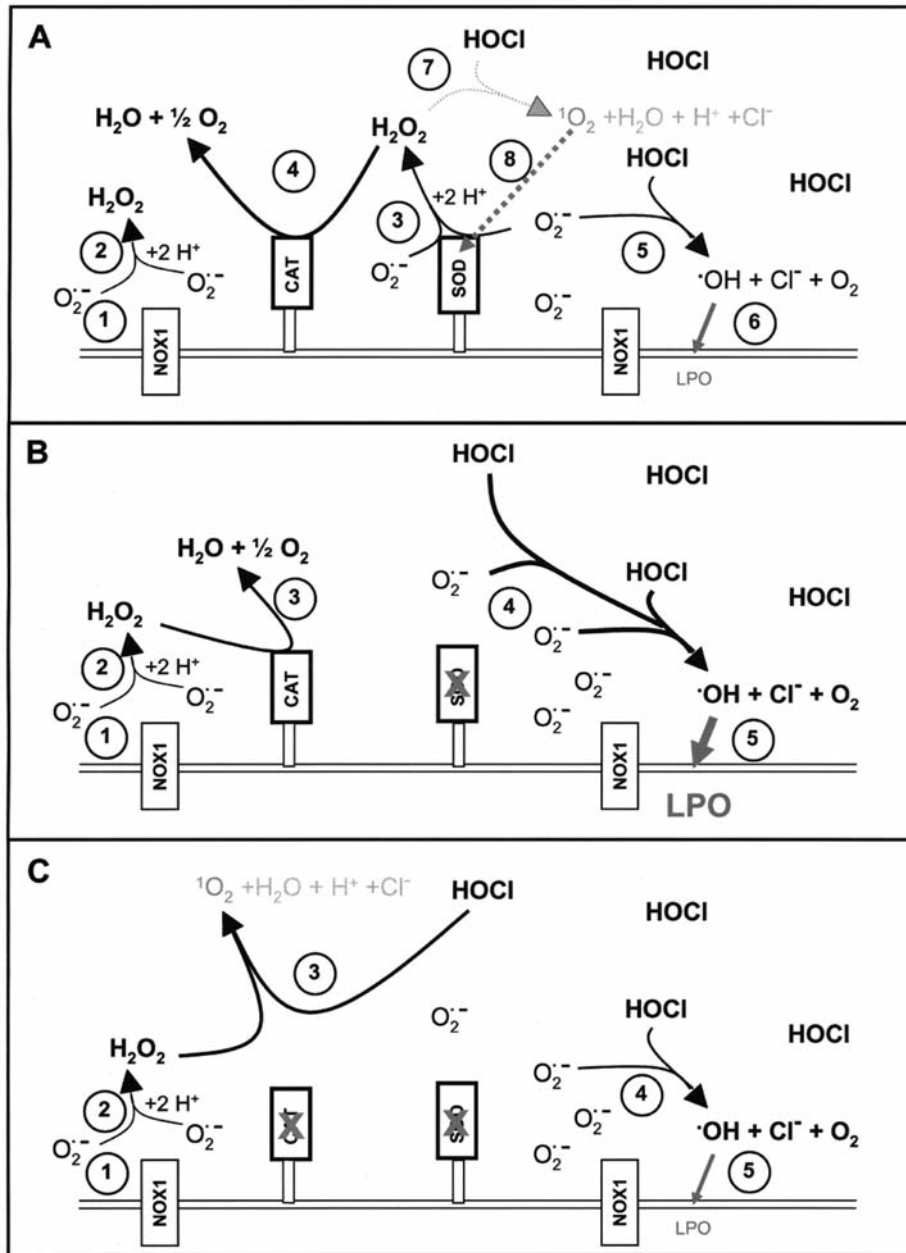 A
HOCl
HOCl
7
H₂O + ½ O₂
H₂O₂
¹O₂ +H₂O + H⁺ +Cl⁻
4
8
HOCl
HOCl
H₂O₂
+2 H⁺
3
O₂·⁻
2
+2 H⁺
O₂·⁻
5
O₂·⁻
O₂·⁻
CAT
SOD
O₂·⁻
·OH + Cl⁻ + O₂
1
6
NOX1
NOX1
LPO
B
HOCl
HOCl
H₂O + ½ O₂
3
O₂·⁻
HOCl
HOCl
H₂O₂
4
O₂·⁻
2
+2 H⁺
O₂·⁻
O₂·⁻
CAT
O₂·⁻
·OH + Cl⁻ + O₂
O₂·⁻
1
5
NOX1
NOX1
LPO
C
¹O₂ +H₂O + H⁺ +Cl⁻
HOCl
HOCl
3
O₂·⁻
HOCl
HOCl
H₂O₂
O₂·⁻
4
2
+2 H⁺
O₂·⁻
O₂·⁻
O₂·⁻
·OH + Cl⁻ + O₂
O₂·⁻
1
5
NOX1
NOX1
LPO